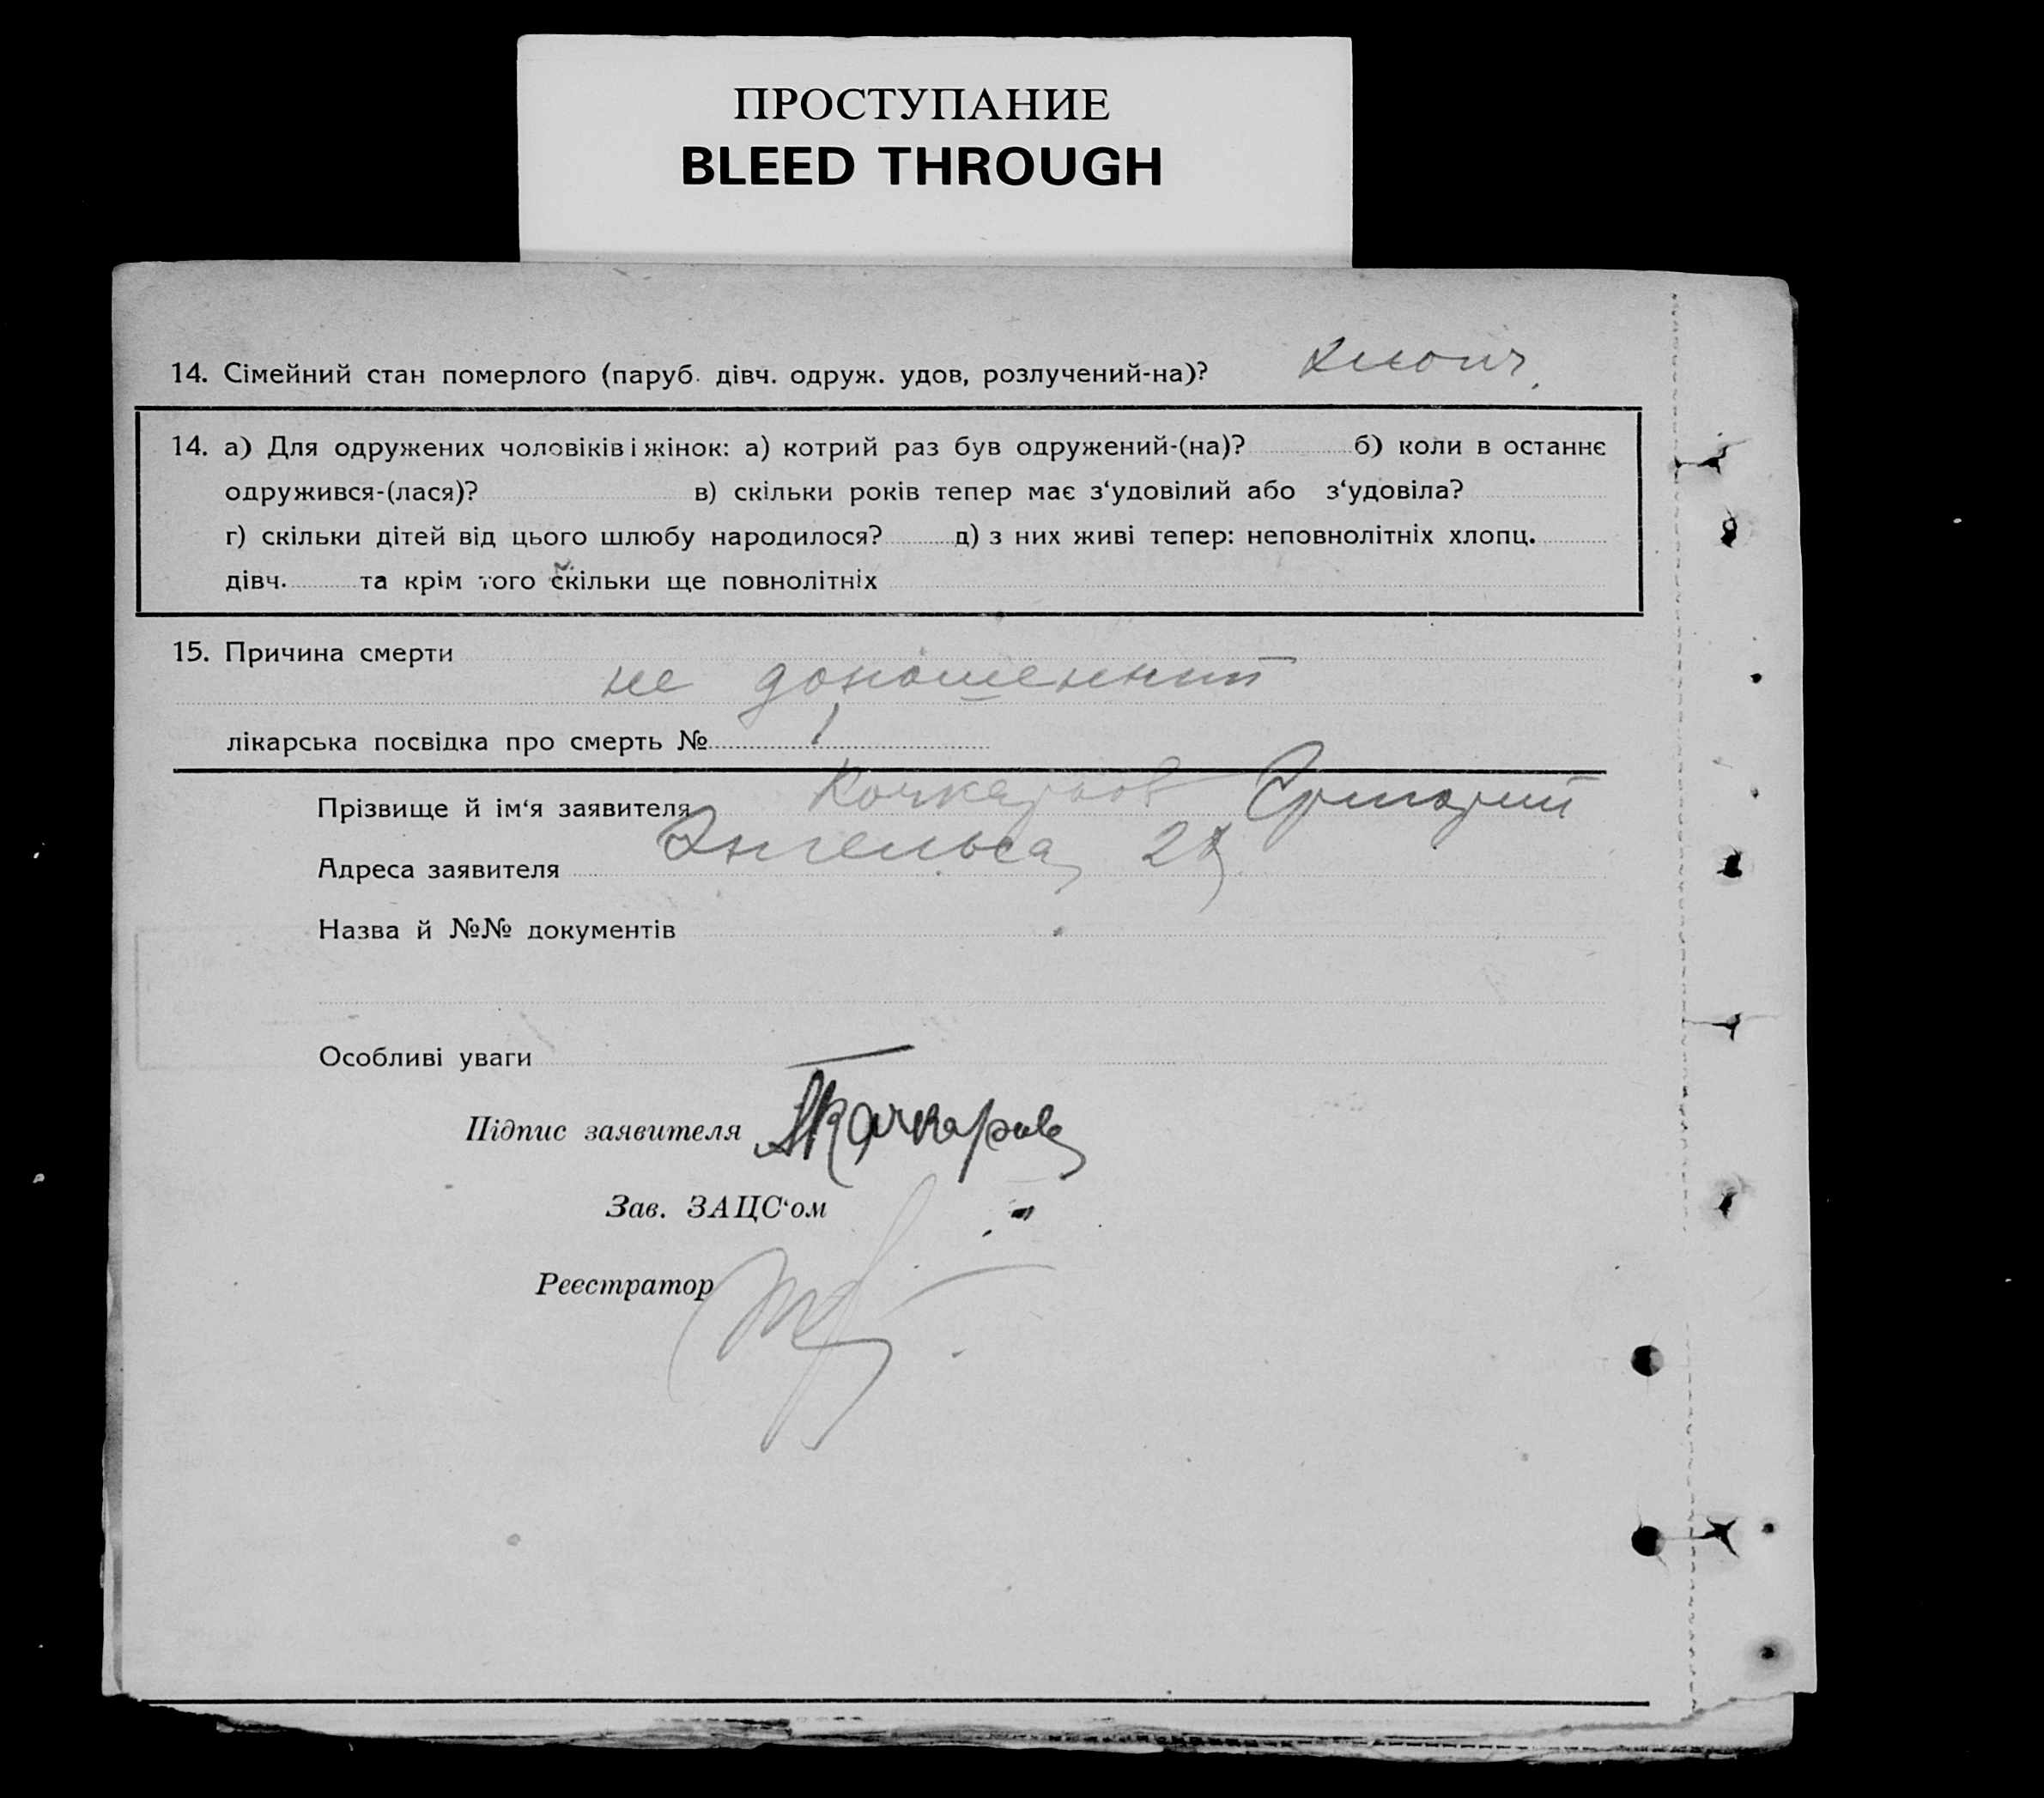 ПРОСТУПАНИЕ
BLEED THROUGH
14. Сімейний стан померлого (паруб. дівч. одруж. удов, розлучений-на)? хлопч.
14. а) Для одружених чоловіків і жінок: а) котрий раз був одружений-(на)? б) коли в останнє
одружився-(лася)? в) скільки років тепер має з‘удовілий або з‘удовіла?
г) скільки дітей від цього шлюбу народилося? д) з них живі тепер: неповнолітніх хлопц.
дівч. та крім того скільки ще повнолітніх
15. Причина смерти
не доношенный
лікарська посвідка про смерть №
Прізвище й ім‘я заявителя Кочкарьов Григорий
Адреса заявителя Энгельса
Назва й №№ документів
Особливі уваги
Підпис заявителя
Зав. ЗАЦС‘ом
Реєстратор